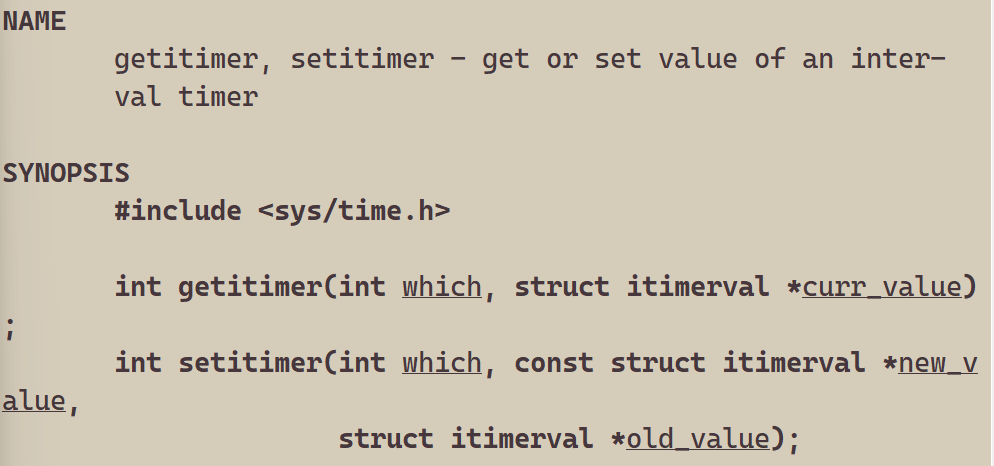 NAME
getitimer, setitimer - get or set value of an inter-
val timer
SYNOPSIS
#include <sys/time.h>
int getitimer(int which, struct itimerval *curr_value)
;
int setitimer(int which, const struct itimerval *new_v
alue,
struct itimerval *old_value);